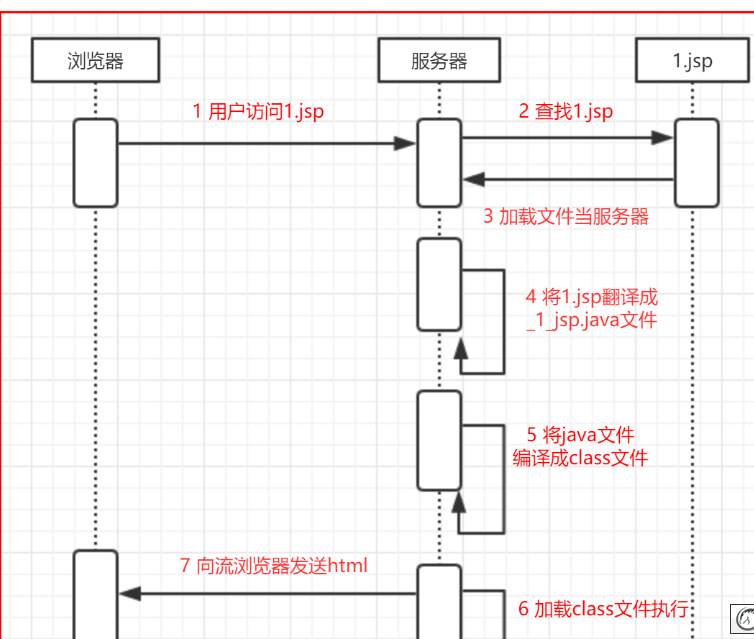 浏览器
服务器
1.jsp
1 用户访问1.jsp
2 查找1.jsp
3 加载文件当服务器
4 将1.jsp翻译成
_1_jsp.java文件
5 将java文件
编译成class文件
7 向流浏览器发送html
6 加载class文件执行